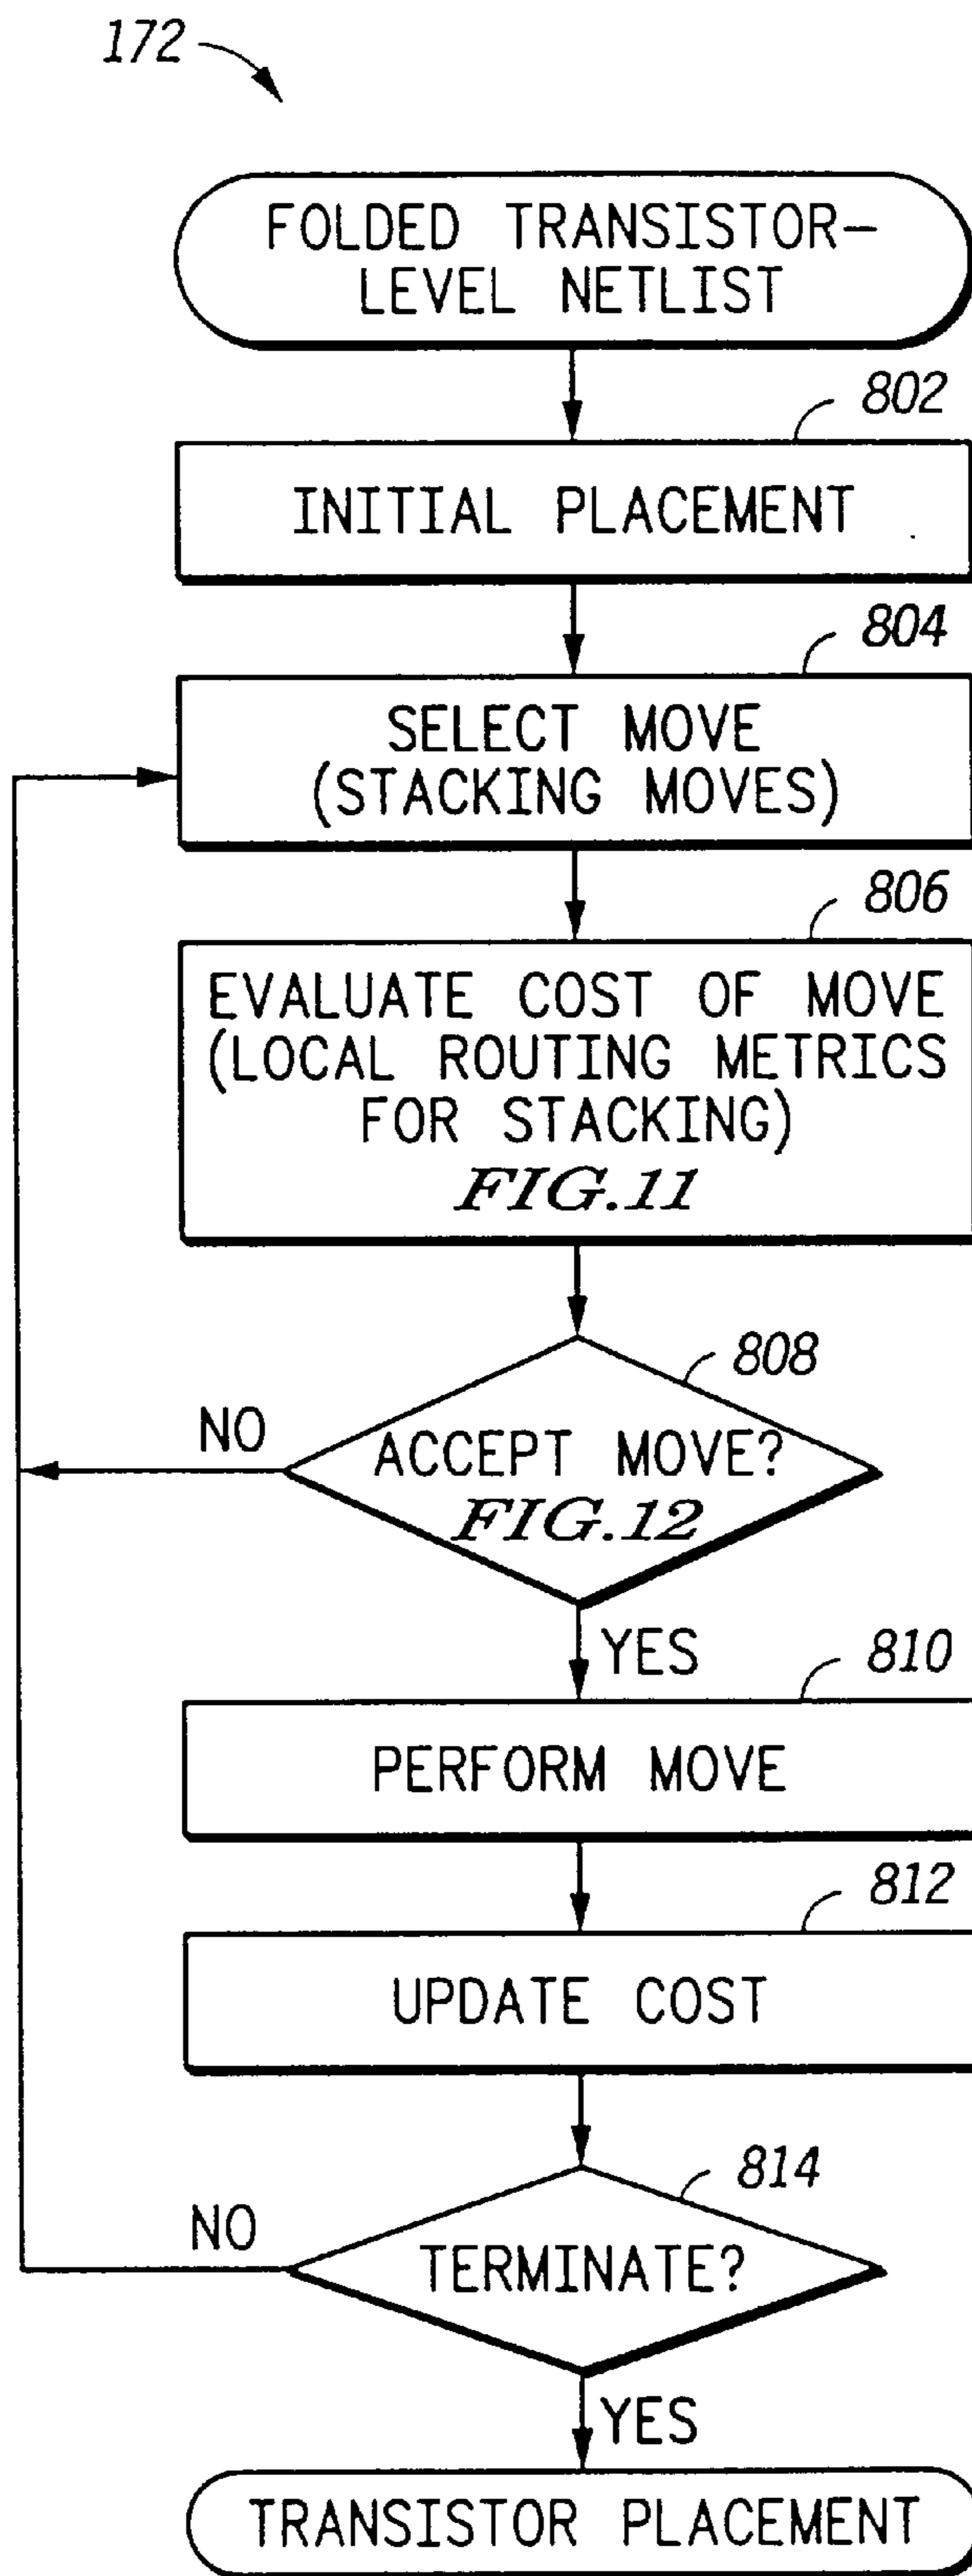 172
FOLDED TRANSISTOR-
LEVEL NETLIST
802
INITIAL PLACEMENT
804
SELECT MOVE
(STACKING MOVES)
806
EVALUATE COST OF MOVE
(LOCAL ROUTING METRICS
FOR STACKING)
FIG.11
808
NO
ACCEPT MOVE?
FIG.12
YES
810
PERFORM MOVE
812
UPDATE COST
814
NO
TERMINATE?
YES
TRANSISTOR PLACEMENT